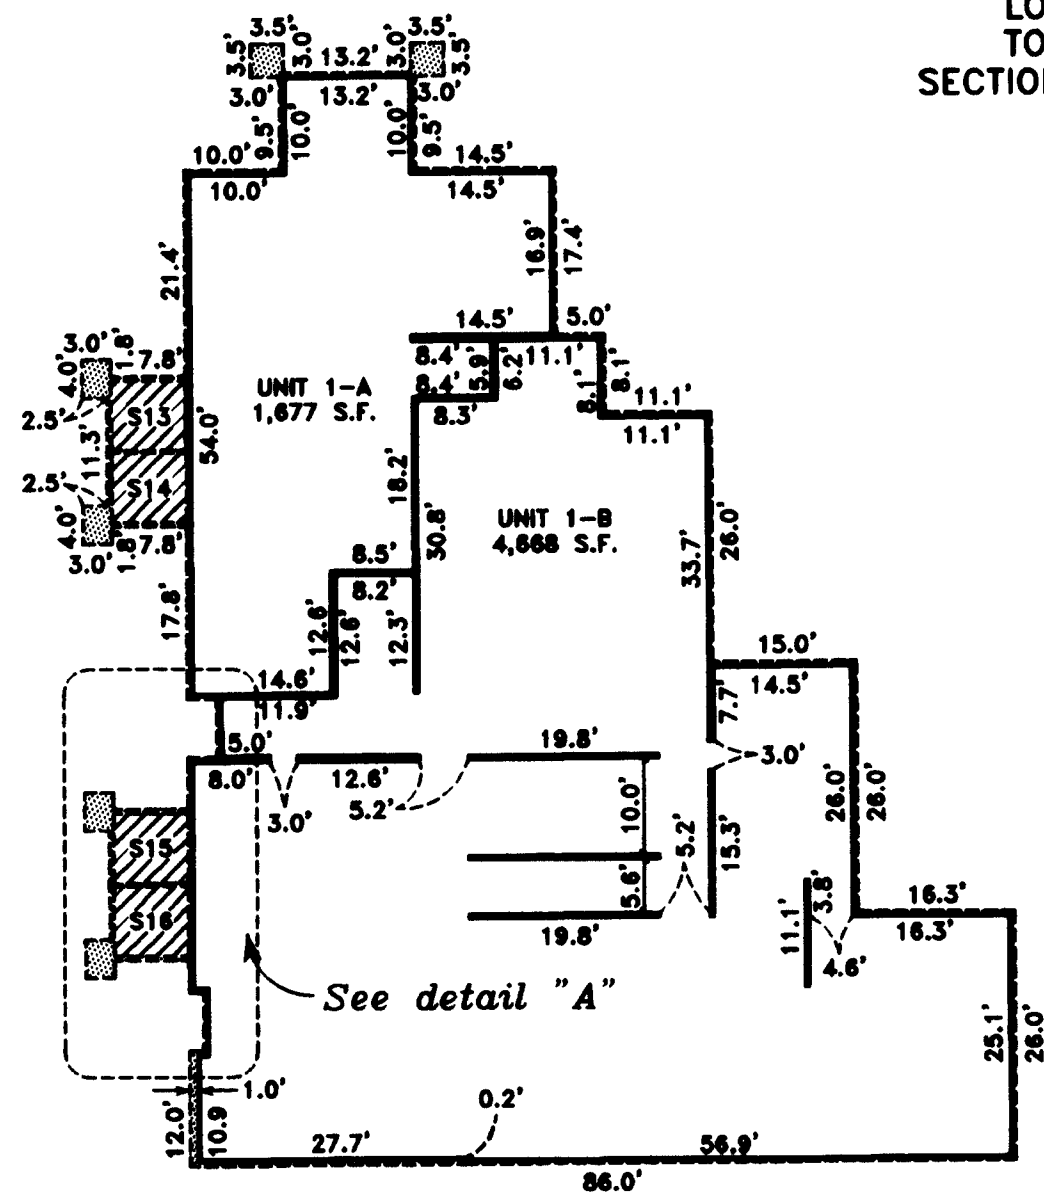 LO
TO
SECTION
3.5' 3.0' 3.0' 3.5'
3.5' 13.2' 3.5'
3.0' 13.2' 3.0'
9.5' 10.0' 10.0' 9.5'
10.0' 14.5'
10.0' 14.5'
21.4' 16.9' 17.4'
14.5' 5.0'
3.0' 1.8' 7.8' 8.4' 5.9' 6.2' 11.1'
4.0' 8.4' 8.1' 8.1'
2.5' S13 8.3' 11.1'
11.1'
UNIT 1-A
1,677 S.F.
11.3' 54.0' 18.2'
2.5' S14
UNIT 1-B
4,668 S.F.
30.8' 33.7' 26.0'
4.0' 7.8'
3.0' 1.8'
8.5'
8.2'
17.8' 12.6' 12.6' 12.3'
15.0'
14.6' 14.5'
11.9' 7.7'
5.0' 19.8' 3.0'
8.0' 12.6'
3.0' 5.2'
10.0' 5.2' 15.3' 26.0' 26.0'
S15
5.6' 3.8' 16.3'
S16 19.8' 11.1' 16.3'
4.6'
See detail "A"
25.1' 26.0'
1.0'
12.0' 10.9 0.2'
27.7' 56.9'
86.0'